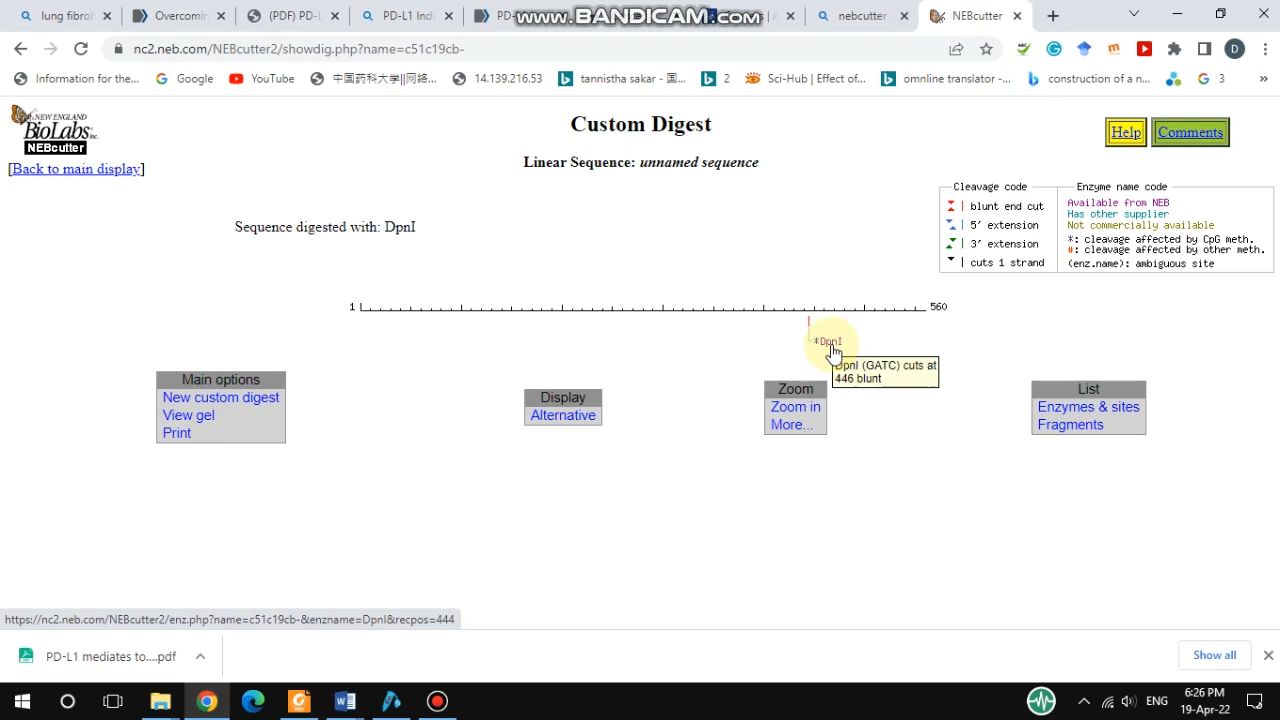 lung fibrob
Overcomin
(PDF) PD-L
PD-L1 Indu
PD-
www.BANDICAM.com
nebcutter
NEBcutter
nc2.neb.com/NEBcutter2/showdig.php?name=c51c19cb-
D
Information for the...
Google
YouTube
中国药科大学||网络...
14.139.216.53
tannistha sakar - 国...
2
Sci-Hub | Effect of...
omnline translator -...
construction of a n...
3
»
NEW ENGLAND
BioLabs Inc.
NEBcutter
[Back to main display]
Custom Digest
Linear Sequence: unnamed sequence
Help
Comments
Cleavage code
blunt end cut
5' extension
3' extension
cuts 1 strand
Enzyme name code
Available from NEB
Has other supplier
Not commercially available
*: cleavage affected by CpG meth.
#: cleavage affected by other meth.
(enz.name): ambiguous site
Sequence digested with: DpnI
1
560
*DpnI
DpnI (GATC) cuts at
446 blunt
Main options
New custom digest
View gel
Print
Display
Alternative
Zoom
Zoom in
More...
List
Enzymes & sites
Fragments
https://nc2.neb.com/NEBcutter2/enz.php?name=c51c19cb-&enzname=DpnI&recpos=444
PD-L1 mediates to....pdf
Show all
ENG
6:26 PM
19-Apr-22